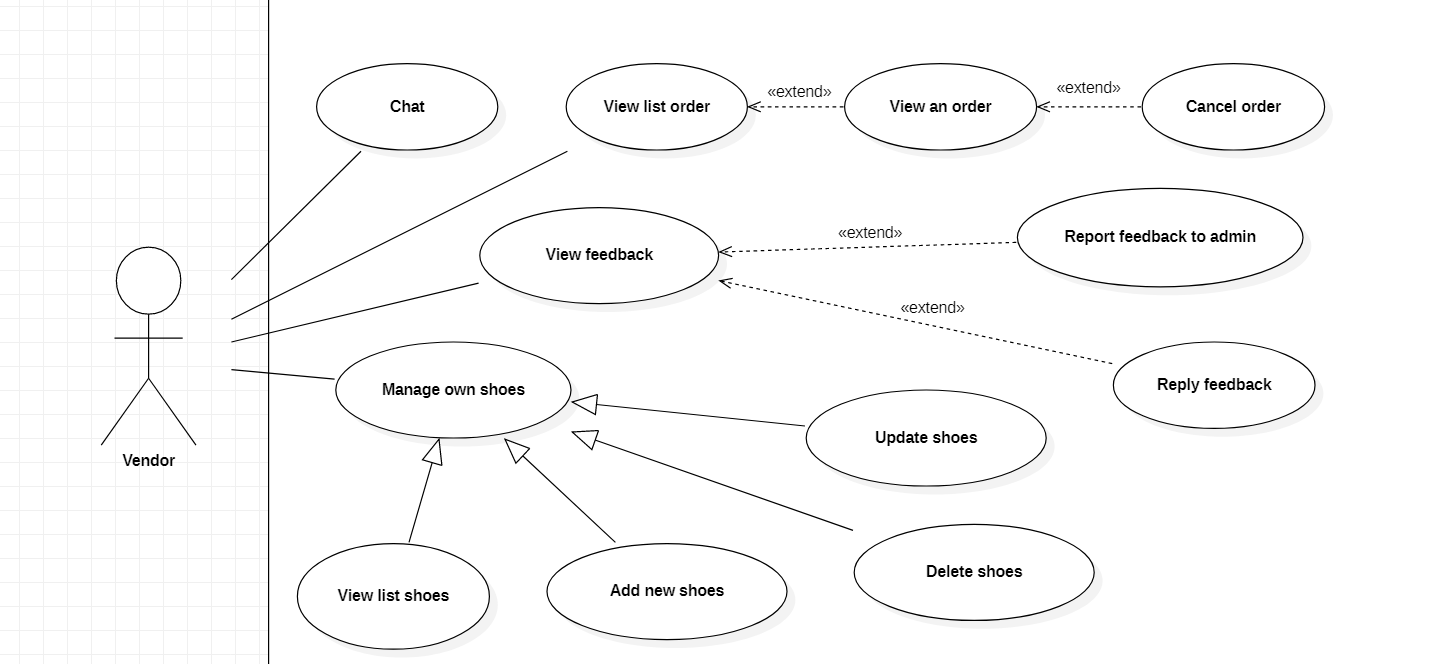 Chat
View list order
«extend»
View an order
«extend»
Cancel order
View feedback
«extend»
Report feedback to admin
«extend»
Reply feedback
Manage own shoes
Update shoes
Vendor
View list shoes
Add new shoes
Delete shoes